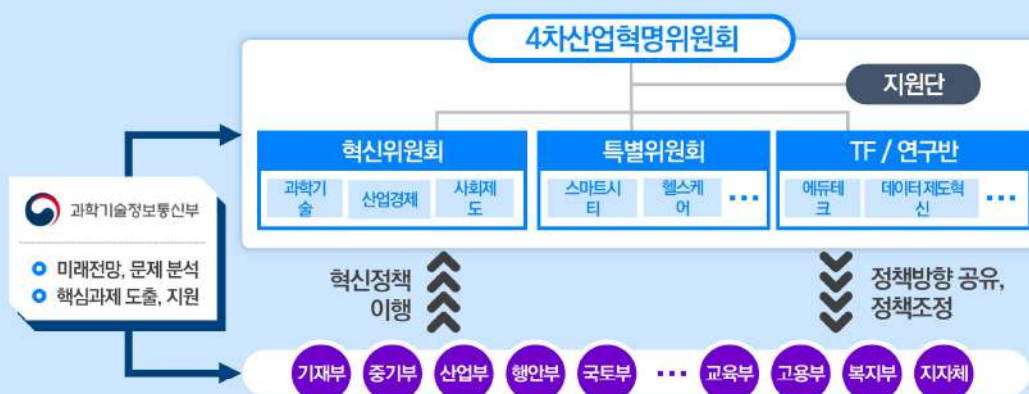 4차산업혁명위원회
지원단
혁신위원회
특별위원회
TF / 연구반
과학기
술
산업경제
사회제
도
스마트시
티
헬스케
어
...
에듀테
크
데이터 제도혁
신
...
과학기술정보통신부
미래전망, 문제 분석
핵심과제 도출, 지원
혁신정책
이행
정책방향 공유,
정책조정
기재부 중기부 산업부 행안부 국토부 ... 교육부 고용부 복지부 지자체